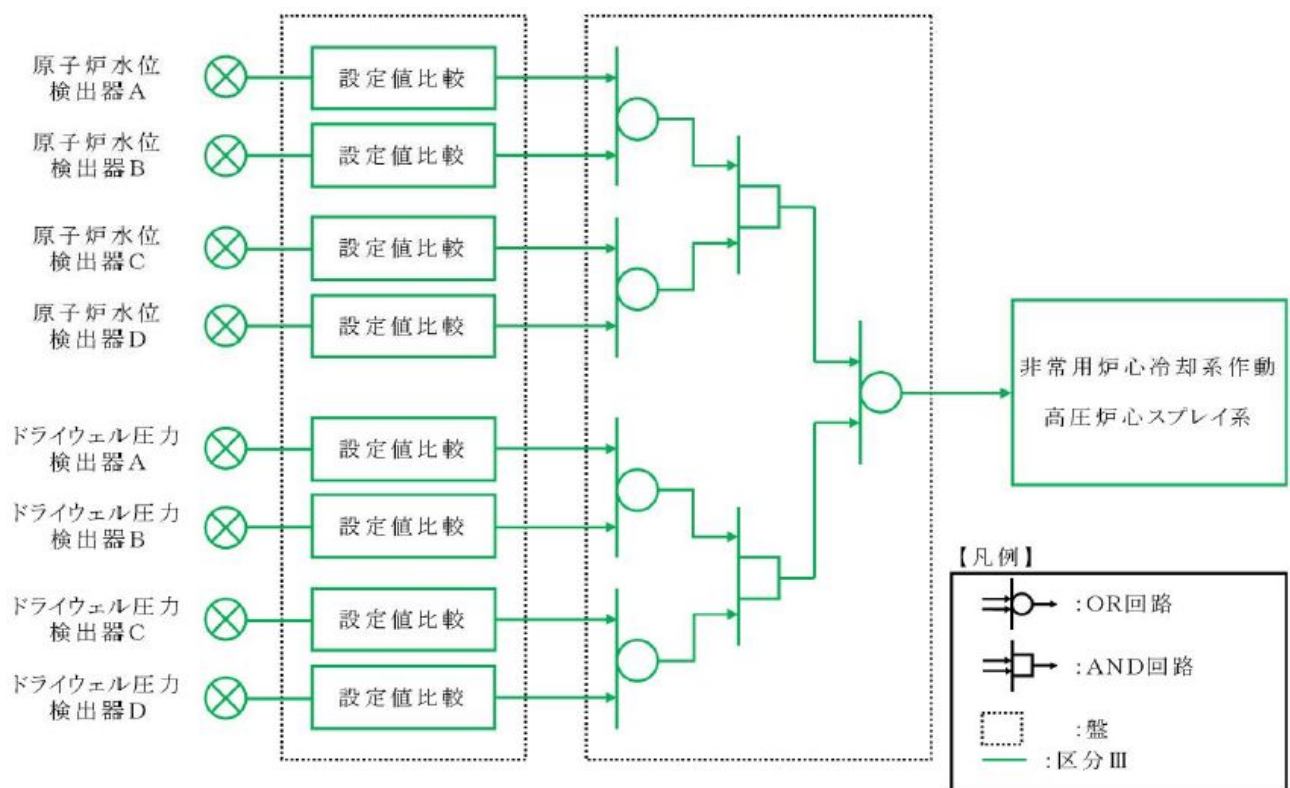 原子炉水位
検出器A
設定値比較
原子炉水位
検出器B
設定値比較
原子炉水位
検出器C
設定値比較
原子炉水位
検出器D
設定値比較
ドライウェル圧力
検出器A
設定値比較
ドライウェル圧力
検出器B
設定値比較
ドライウェル圧力
検出器C
設定値比較
ドライウェル圧力
検出器D
設定値比較
非常用炉心冷却系作動
高圧炉心スプレイ系
【凡例】
:OR回路
:AND回路
:盤
:区分Ⅲ